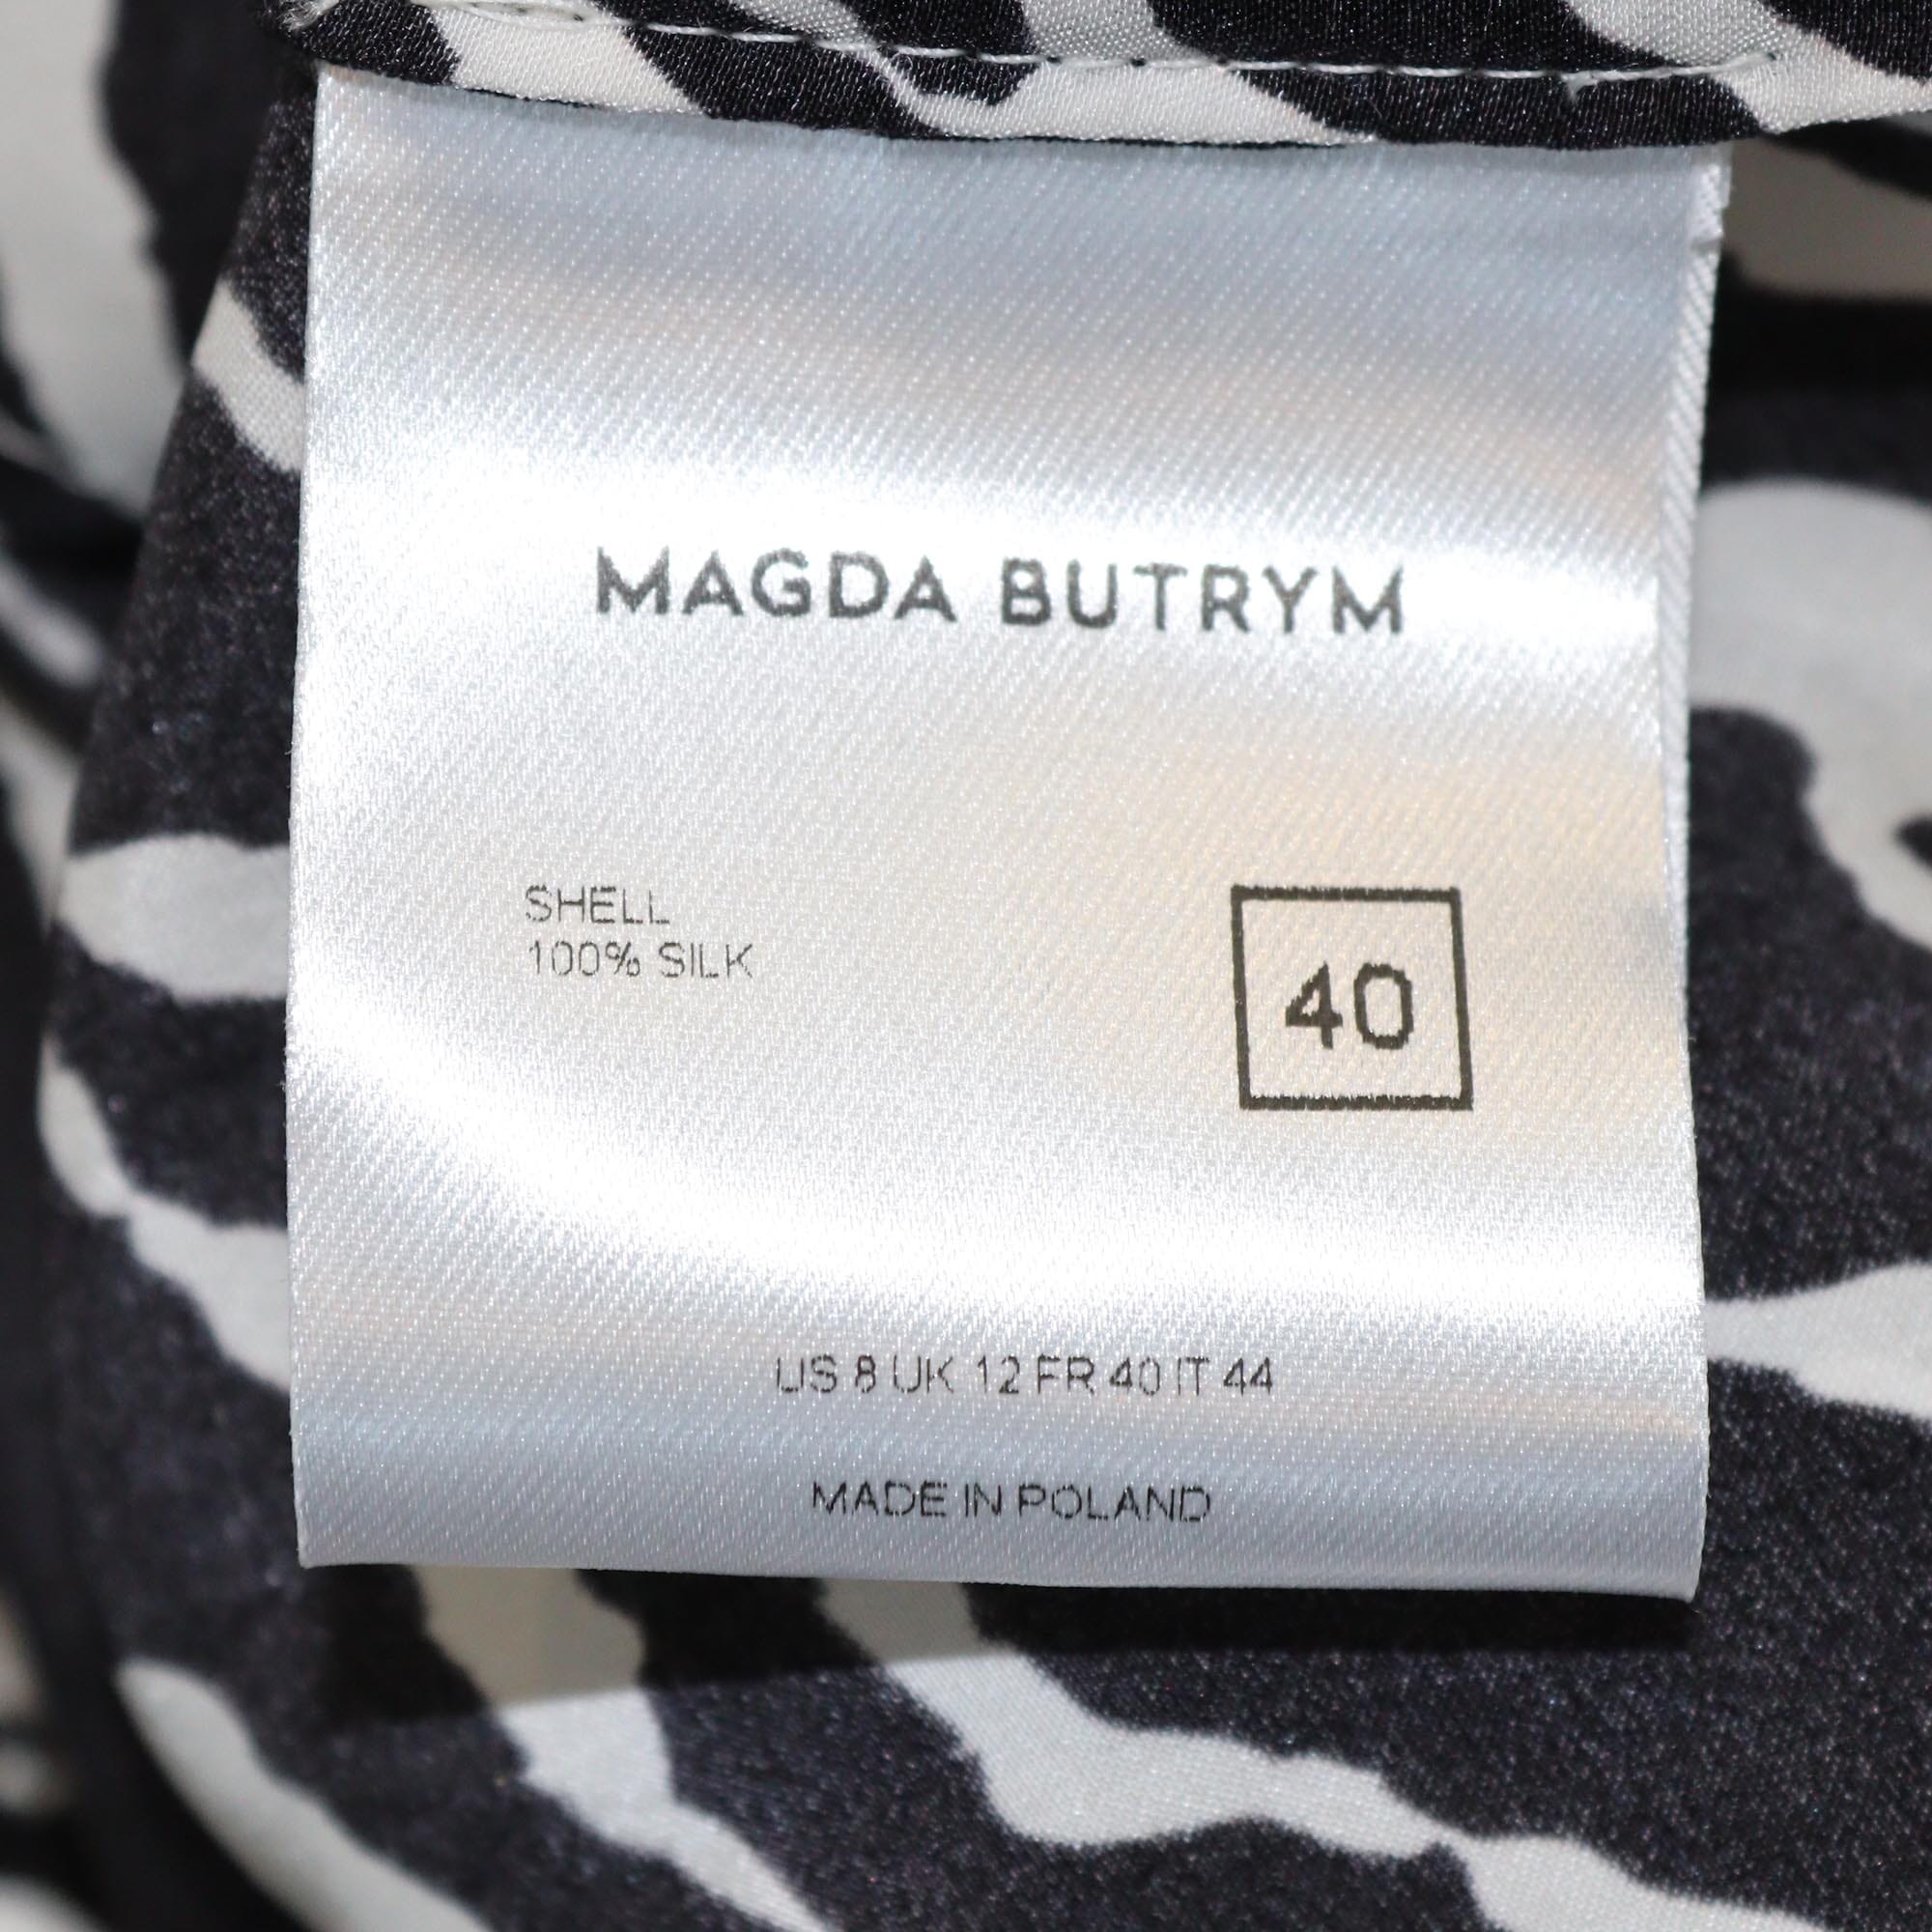 MAGDA BUTRYM
SHELL
100% SILK
40
US 8 UK 12 FR 40 IT 44
MADE IN POLAND